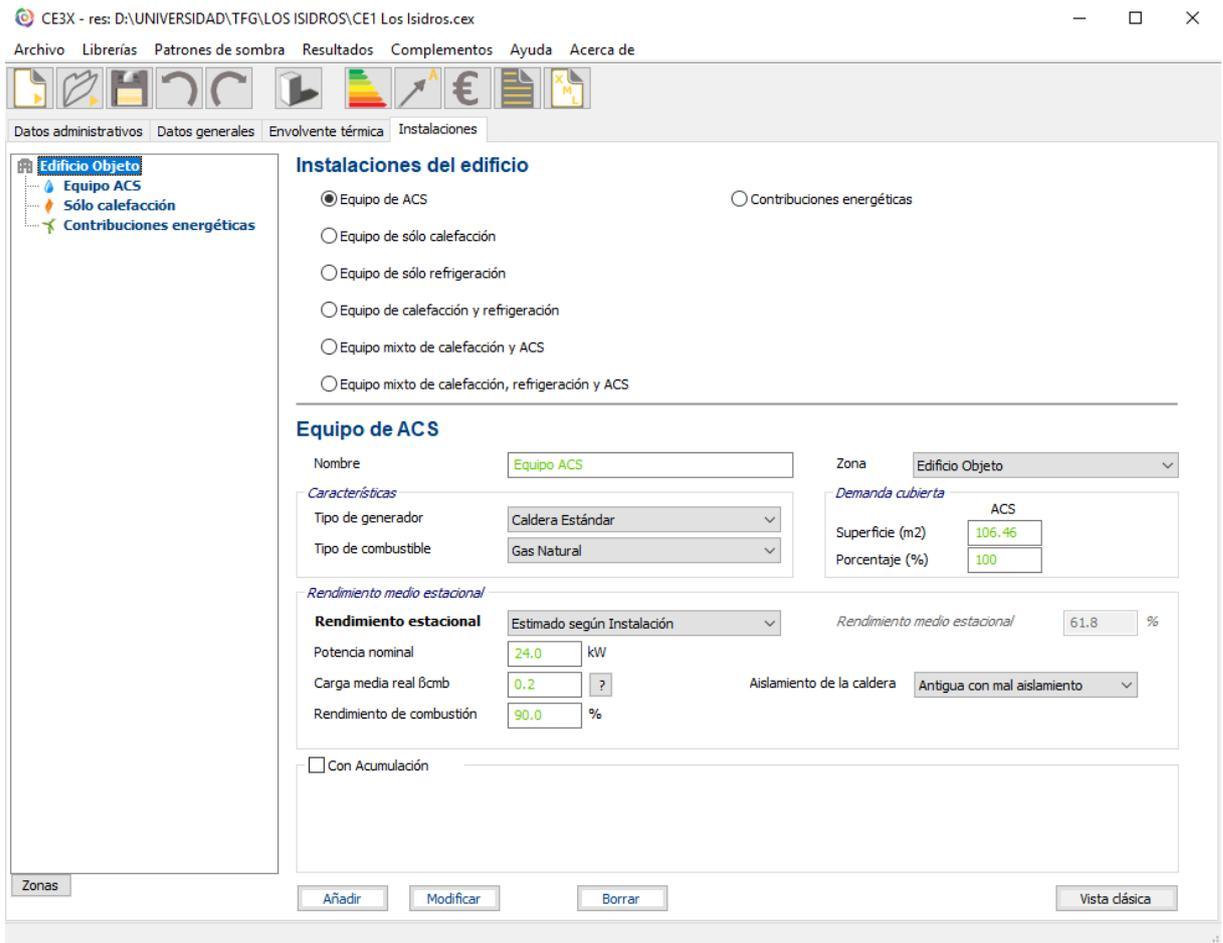 CE3X - res: D:\UNIVERSIDAD\TFG\LOS ISIDROS\CE1 Los Isidros.cex
Archivo Librerías Patrones de sombra Resultados Complementos Ayuda Acerca de
A
€
XML
Datos administrativos Datos generales Envolvente térmica Instalaciones
Edificio Objeto
Equipo ACS
Sólo calefacción
Contribuciones energéticas
Zonas
Instalaciones del edificio
Equipo de ACS Contribuciones energéticas
Equipo de sólo calefacción
Equipo de sólo refrigeración
Equipo de calefacción y refrigeración
Equipo mixto de calefacción y ACS
Equipo mixto de calefacción, refrigeración y ACS
Equipo de ACS
Nombre Equipo ACS Zona Edificio Objeto
Características
Tipo de generador Caldera Estándar
Tipo de combustible Gas Natural
Demanda cubierta
ACS
Superficie (m2) 106.46
Porcentaje (%) 100
Rendimiento medio estacional
Rendimiento estacional Estimado según Instalación Rendimiento medio estacional 61.8 %
Potencia nominal 24.0 kW
Carga media real ßcmb 0.2 ? Aislamiento de la caldera Antigua con mal aislamiento
Rendimiento de combustión 90.0 %
Con Acumulación
Añadir Modificar Borrar Vista clásica